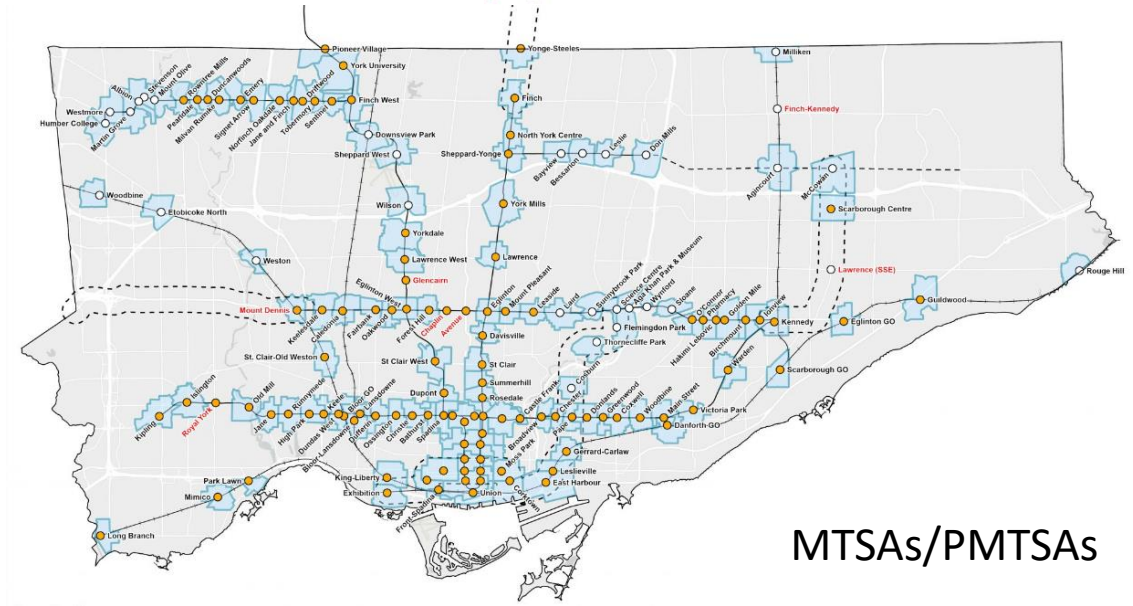 Pioneer Village
York University
Yonge-Steeles
Milliken
Albion
Stevenson
Mount Olive
Rowntree Mills
Pearldale
Duncanwoods
Milvan Rumike
Emery
Signet Arrow
Norfinch Oakdale
Jane and Finch
Driftwood
Tobermory
Sentinel
Finch West
Finch
Finch-Kennedy
Westmore
Humber College
Martin Grove
Downsview Park
North York Centre
Sheppard West
Sheppard-Yonge
Bayview
Bessarion
Leslie
Don Mills
Agincourt
McCowan
Woodbine
Etobicoke North
Wilson
York Mills
Scarborough Centre
Yorkdale
Weston
Lawrence West
Lawrence
Lawrence (SSE)
Rouge Hill
Glencairn
Guildwood
Mount Dennis
Keelesdale
Caledonia
Fairbank
Oakwood
Eglinton West
Forest Hill
Chaplin
Avenue
Eglinton
Mount Pleasant
Leaside
Laird
Sunnybrook Park
Science Centre
Aga Khan Park & Museum
Wynford
Sloane
O'Connor
Pharmacy
Hakimi Lebovic
Golden Mile
Birchmount
Ionview
Kennedy
Eglinton GO
Flemingdon Park
Thorncliffe Park
Davisville
St. Clair-Old Weston
St Clair West
St Clair
Summerhill
Rosedale
Dupont
Cosburn
Warden
Scarborough GO
Kipling
Islington
Royal York
Old Mill
Jane
Runnymede
High Park
Keele
Dundas West
Bloor GO
Bloor-Lansdowne
Lansdowne
Dufferin
Ossington
Christie
Bathurst
Spadina
Castle Frank
Broadview
Chester
Pape
Donlands
Greenwood
Coxwell
Woodbine
Main Street
Victoria Park
Danforth GO
Gerrard-Carlaw
Moss Park
Leslieville
East Harbour
Corktown
Union
Front-Spadina
King-Liberty
Exhibition
Park Lawn
Mimico
Long Branch
MTSAs/PMTSAs